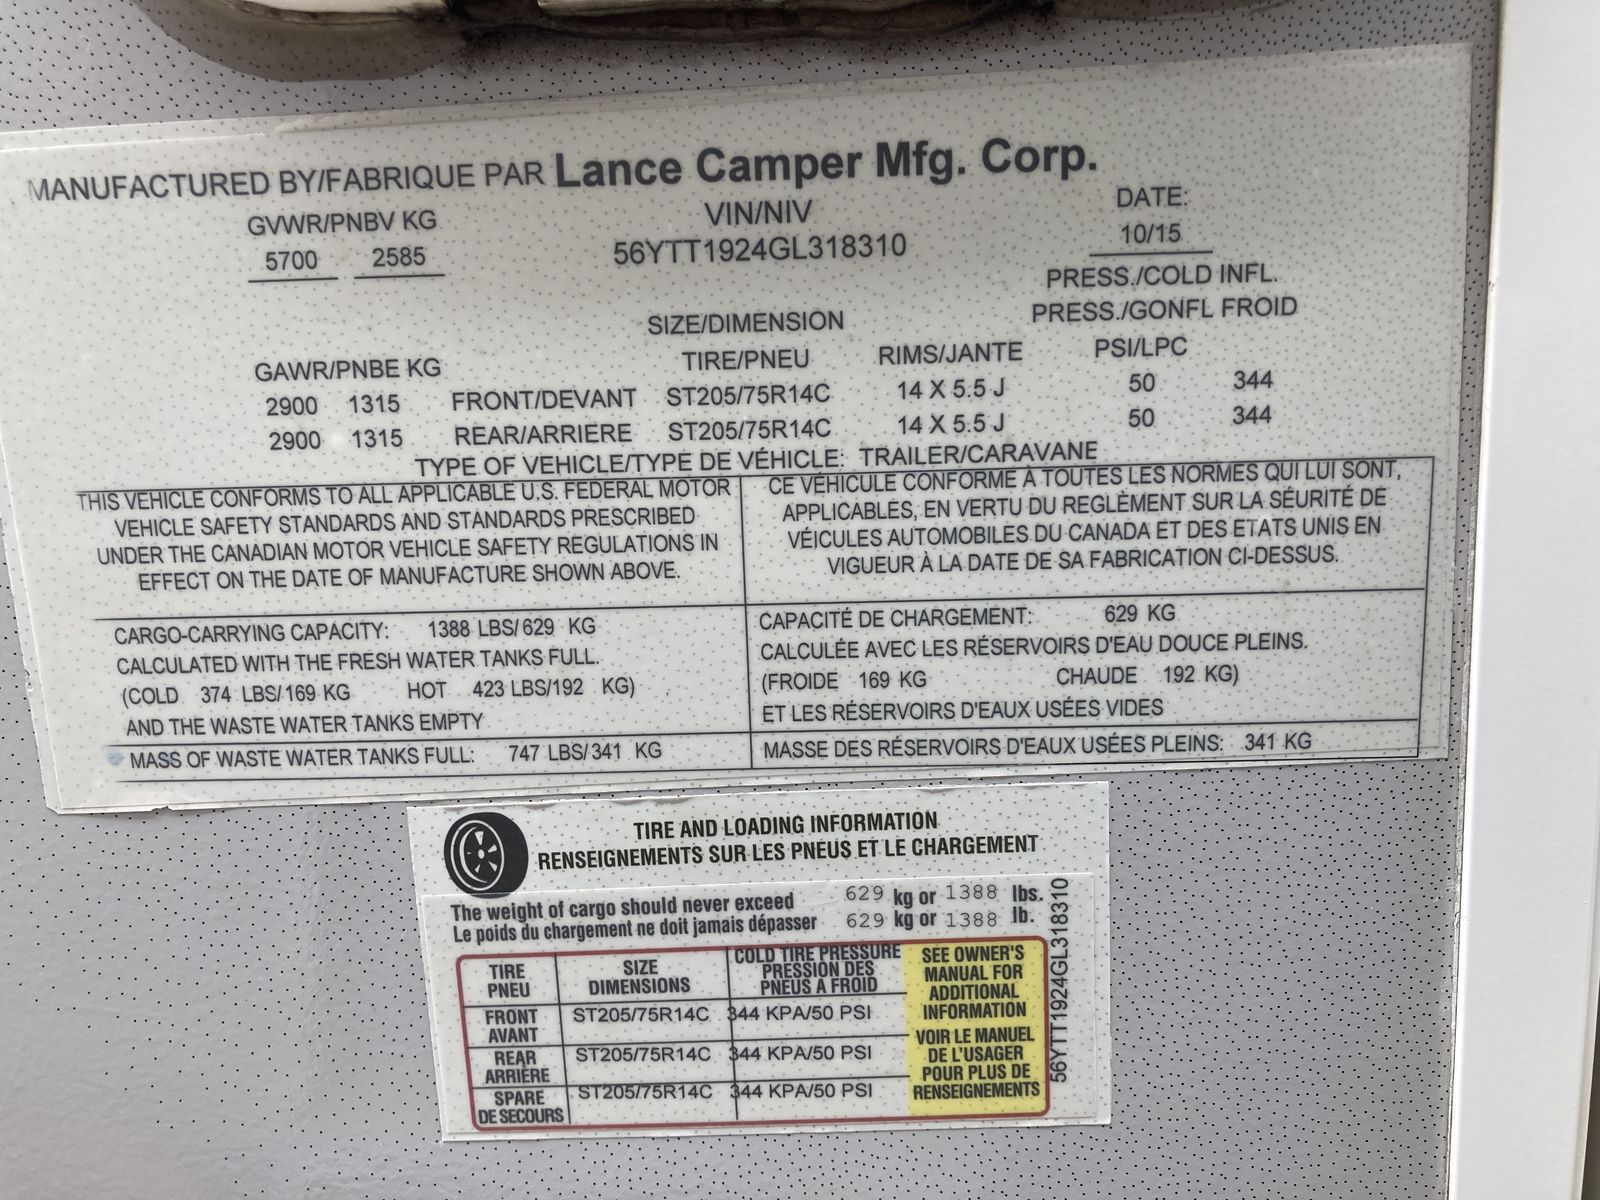 MANUFACTURED BY/FABRIQUE PAR Lance Camper Mfg. Corp.
GVWR/PNBV KG VIN/NIV DATE:
5700 2585 56YTT1924GL318310 10/15
PRESS./COLD INFL.
SIZE/DIMENSION PRESS./GONFL FROID
GAWR/PNBE KG TIRE/PNEU RIMS/JANTE PSI/LPC
2900 1315 FRONT/DEVANT ST205/75R14C 14 X 5.5 J 50 344
2900 1315 REAR/ARRIERE ST205/75R14C 14 X 5.5 J 50 344
TYPE OF VEHICLE/TYPE DE VÉHICLE: TRAILER/CARAVANE
THIS VEHICLE CONFORMS TO ALL APPLICABLE U.S. FEDERAL MOTOR
VEHICLE SAFETY STANDARDS AND STANDARDS PRESCRIBED
UNDER THE CANADIAN MOTOR VEHICLE SAFETY REGULATIONS IN
EFFECT ON THE DATE OF MANUFACTURE SHOWN ABOVE.
CE VÉHICULE CONFORME À TOUTES LES NORMES QUI LUI SONT,
APPLICABLES, EN VERTU DU REGLÈMENT SUR LA SÉURITÉ DE
VÉICULES AUTOMOBILES DU CANADA ET DES ETATS UNIS EN
VIGUEUR À LA DATE DE SA FABRICATION CI-DESSUS.
CARGO-CARRYING CAPACITY: 1388 LBS/ 629 KG
CALCULATED WITH THE FRESH WATER TANKS FULL.
(COLD 374 LBS/ 169 KG HOT 423 LBS/192 KG)
AND THE WASTE WATER TANKS EMPTY
CAPACITÉ DE CHARGEMENT: 629 KG
CALCULÉE AVEC LES RÉSERVOIRS D'EAU DOUCE PLEINS.
(FROIDE 169 KG CHAUDE 192 KG)
ET LES RÉSERVOIRS D'EAUX USÉES VIDES
MASS OF WASTE WATER TANKS FULL: 747 LBS/ 341 KG
MASSE DES RÉSERVOIRS D'EAUX USÉES PLEINS: 341 KG
TIRE AND LOADING INFORMATION
RENSEIGNEMENTS SUR LES PNEUS ET LE CHARGEMENT
The weight of cargo should never exceed 629 kg or 1388 lbs.
Le poids du chargement ne doit jamais dépasser 629 kg or 1388 lb.
TIRE
PNEU
SIZE
DIMENSIONS
COLD TIRE PRESSURE
PRESSION DES
PNEUS A FROID
FRONT
AVANT
ST205/75R14C 344 KPA/50 PSI
REAR
ARRIÈRE
ST205/75R14C 344 KPA/50 PSI
SPARE
DE SECOURS
ST205/75R14C 344 KPA/50 PSI
SEE OWNER'S
MANUAL FOR
ADDITIONAL
INFORMATION
VOIR LE MANUEL
DE L'USAGER
POUR PLUS DE
RENSEIGNEMENTS
56YTT1924GL318310